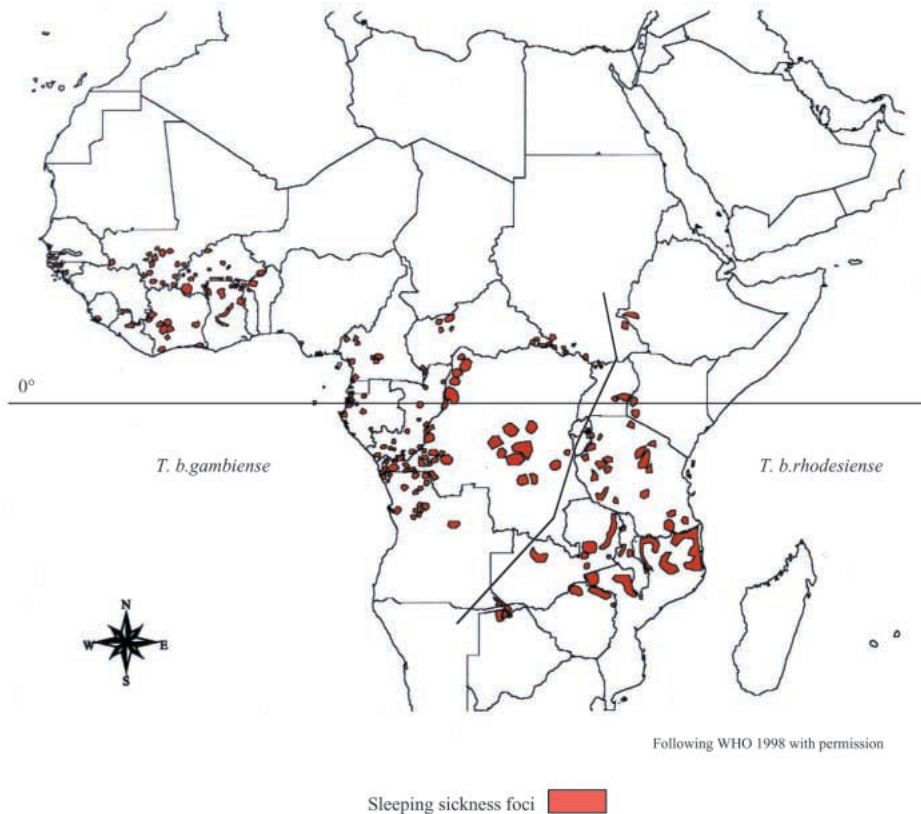 0°
T. b.gambiense
T. b.rhodesiense
N
W
E
S
Following WHO 1998 with permission
Sleeping sickness foci